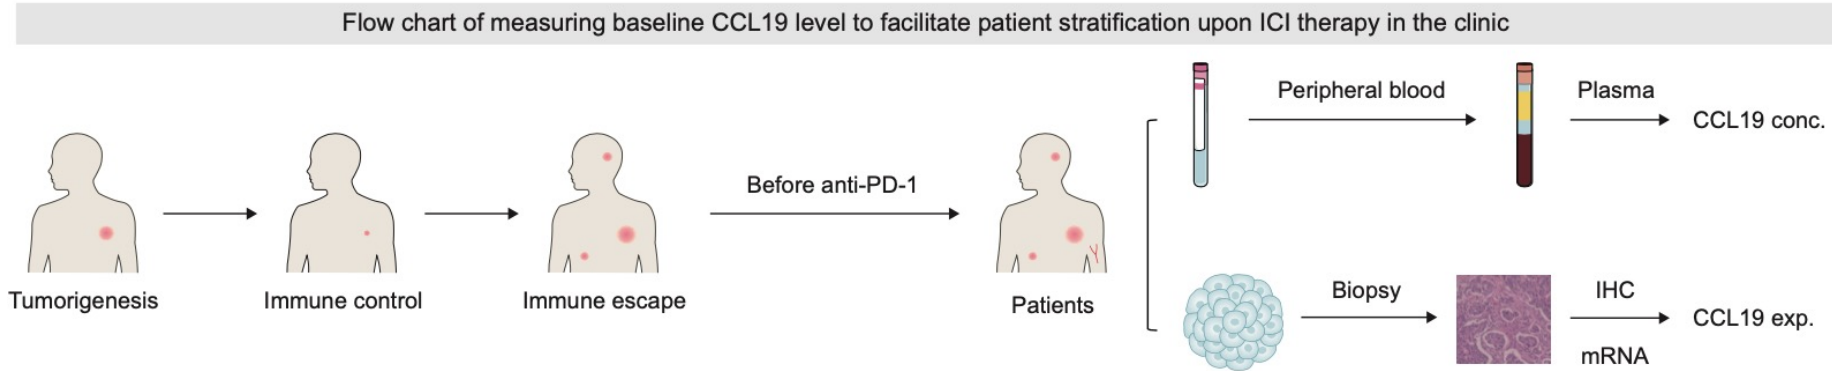 Flow chart of measuring baseline CCL19 level to facilitate patient stratification upon ICI therapy in the clinic
Tumorigenesis
Immune control
Immune escape
Before anti-PD-1
Patients
Peripheral blood
Plasma
CCL19 conc.
Biopsy
IHC
mRNA
CCL19 exp.